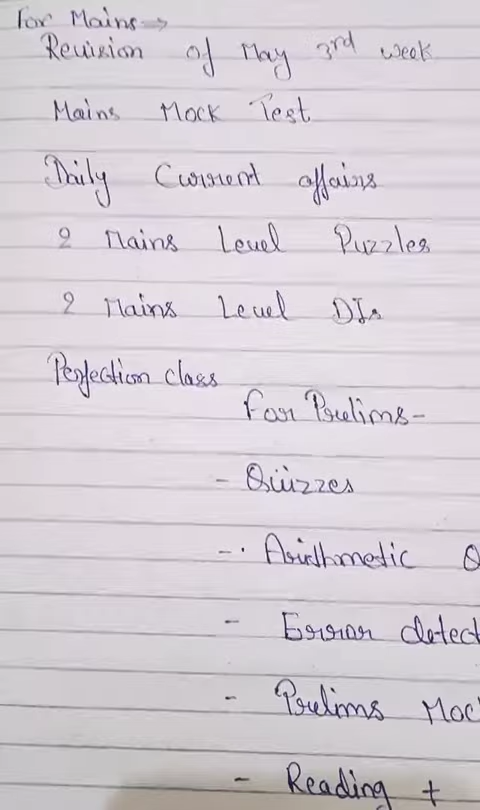 For Mains →
Revision of May 3rd week
Mains Mock Test
Daily Current affairs
2 Mains Level Puzzles
2 Mains Level DIs
Perfection class
For Prelims-
- Quizzes
- · Arithmetic Q
- Error detect
- Prelims Moc
- Reading +